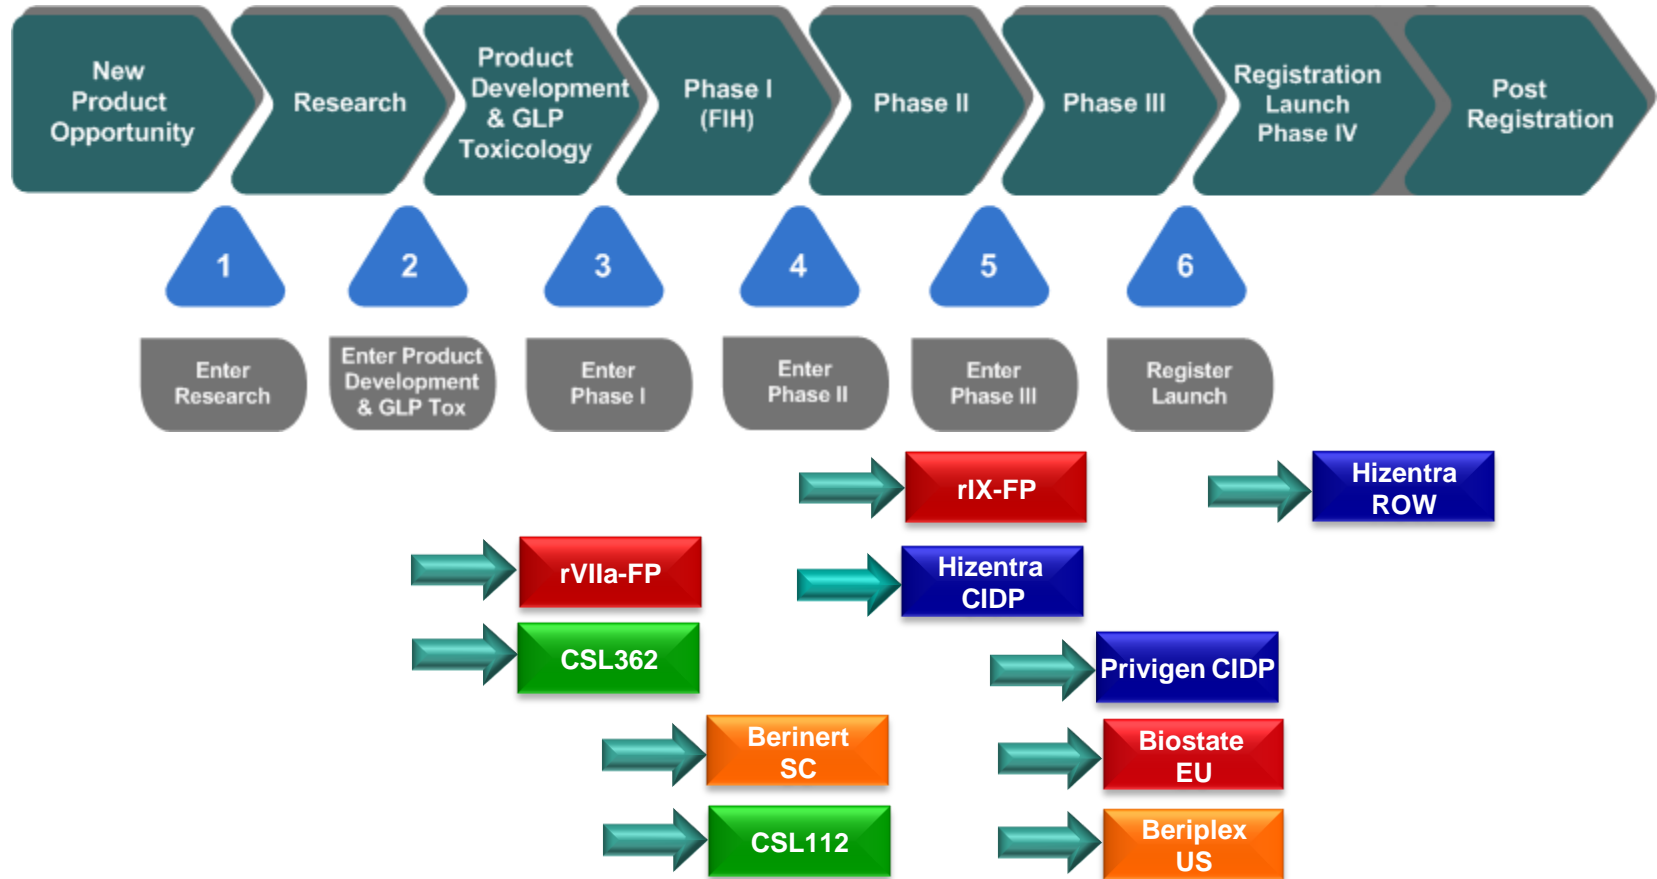 New
Product
Opportunity
Research
Product
Development
& GLP
Toxicology
Phase I
(FIH)
Phase II
Phase III
Registration
Launch
Phase IV
Post
Registration
1
2
3
4
5
6
Enter
Research
Enter Product
Development
& GLP Tox
Enter
Phase I
Enter
Phase II
Enter
Phase III
Register
Launch
rIX-FP
Hizentra
ROW
rVIIa-FP
Hizentra
CIDP
CSL362
Privigen CIDP
Berinert
SC
Biostate
EU
CSL112
Beriplex
US